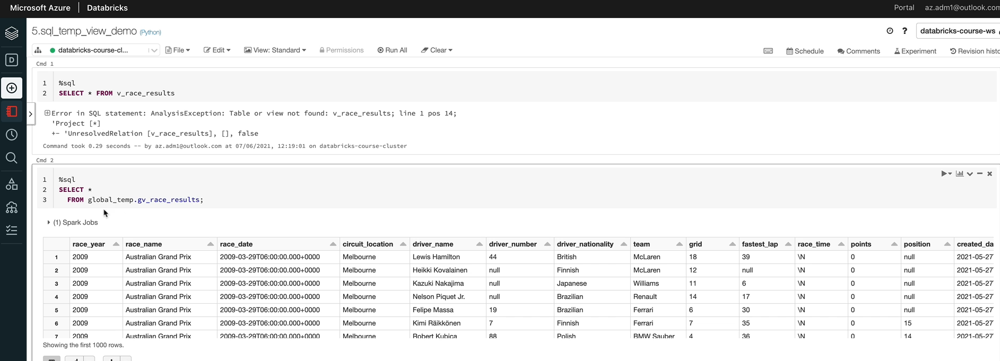 Microsoft Azure | Databricks Portal az.adm1@outlook.com
5.sql_temp_view_demo (Python) ? databricks-course-ws
databricks-course-cl... File Edit View: Standard Permissions Run All Clear Schedule Comments Experiment Revision histo
Cmd 1
1 %sql
2 SELECT * FROM v_race_results
Error in SQL statement: AnalysisException: Table or view not found: v_race_results; line 1 pos 14;
'Project [*]
+- 'UnresolvedRelation [v_race_results], [], false
Command took 0.29 seconds -- by az.adm1@outlook.com at 07/06/2021, 12:19:01 on databricks-course-cluster
Cmd 2
1 %sql
2 SELECT *
3 FROM global_temp.gv_race_results;
(1) Spark Jobs
race_year race_name race_date circuit_location driver_name driver_number driver_nationality team grid fastest_lap race_time points position created_da
1 2009 Australian Grand Prix 2009-03-29T06:00:00.000+0000 Melbourne Lewis Hamilton 44 British McLaren 18 39 \N 0 null 2021-05-27
2 2009 Australian Grand Prix 2009-03-29T06:00:00.000+0000 Melbourne Heikki Kovalainen null Finnish McLaren 12 null \N 0 null 2021-05-27
3 2009 Australian Grand Prix 2009-03-29T06:00:00.000+0000 Melbourne Kazuki Nakajima null Japanese Williams 11 6 \N 0 null 2021-05-27
4 2009 Australian Grand Prix 2009-03-29T06:00:00.000+0000 Melbourne Nelson Piquet Jr. null Brazilian Renault 14 17 \N 0 null 2021-05-27
5 2009 Australian Grand Prix 2009-03-29T06:00:00.000+0000 Melbourne Felipe Massa 19 Brazilian Ferrari 6 30 \N 0 null 2021-05-27
6 2009 Australian Grand Prix 2009-03-29T06:00:00.000+0000 Melbourne Kimi Räikkönen 7 Finnish Ferrari 7 35 \N 0 15 2021-05-27
7 2009 Australian Grand Prix 2009-03-29T06:00:00.000+0000 Melbourne Robert Kubica 88 Polish BMW Sauber 4 36 \N 0 14 2021-05-27
Showing the first 1000 rows.